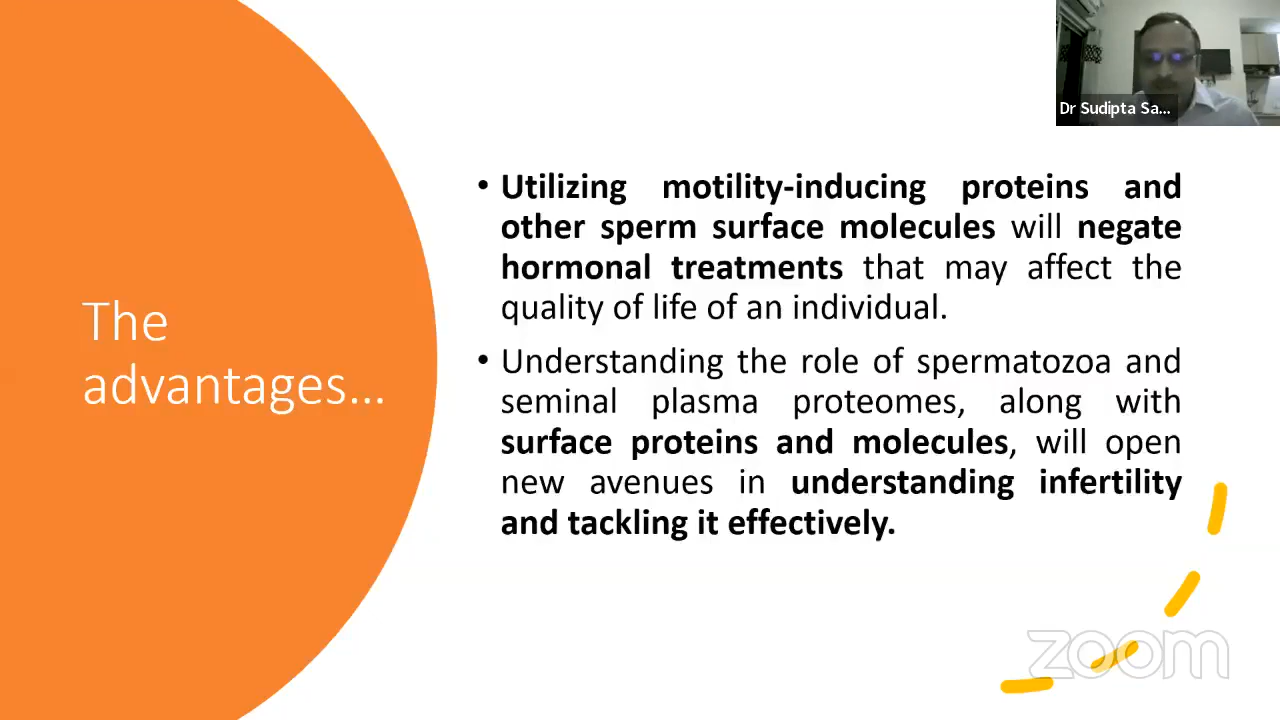 Dr Sudipta Sa...
The
advantages...
• Utilizing motility-inducing proteins and
other sperm surface molecules will negate
hormonal treatments that may affect the
quality of life of an individual.
• Understanding the role of spermatozoa and
seminal plasma proteomes, along with
surface proteins and molecules, will open
new avenues in understanding infertility
and tackling it effectively.
zoom